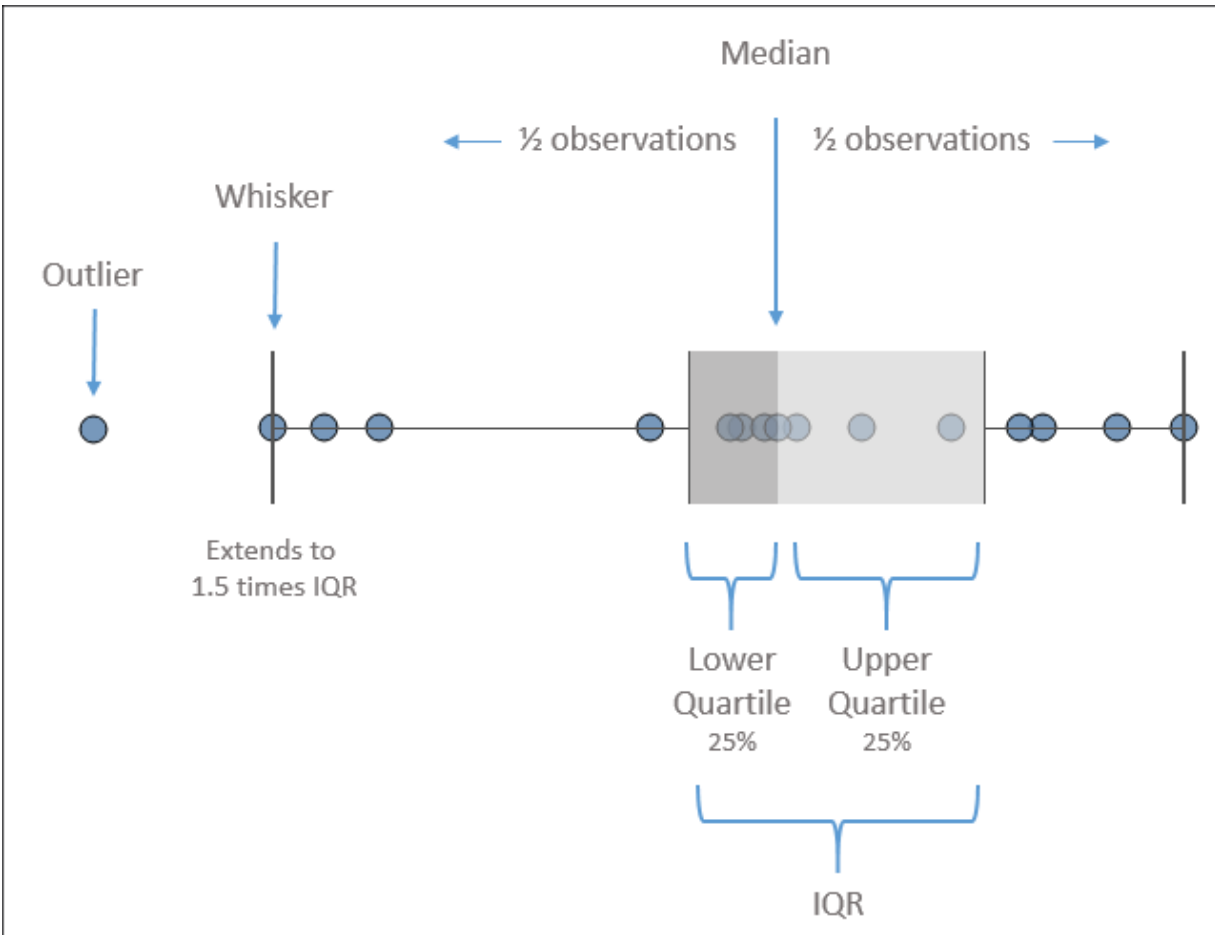 Median
½ observations
½ observations
Whisker
Outlier
Extends to
1.5 times IQR
Lower
Quartile
25%
Upper
Quartile
25%
IQR